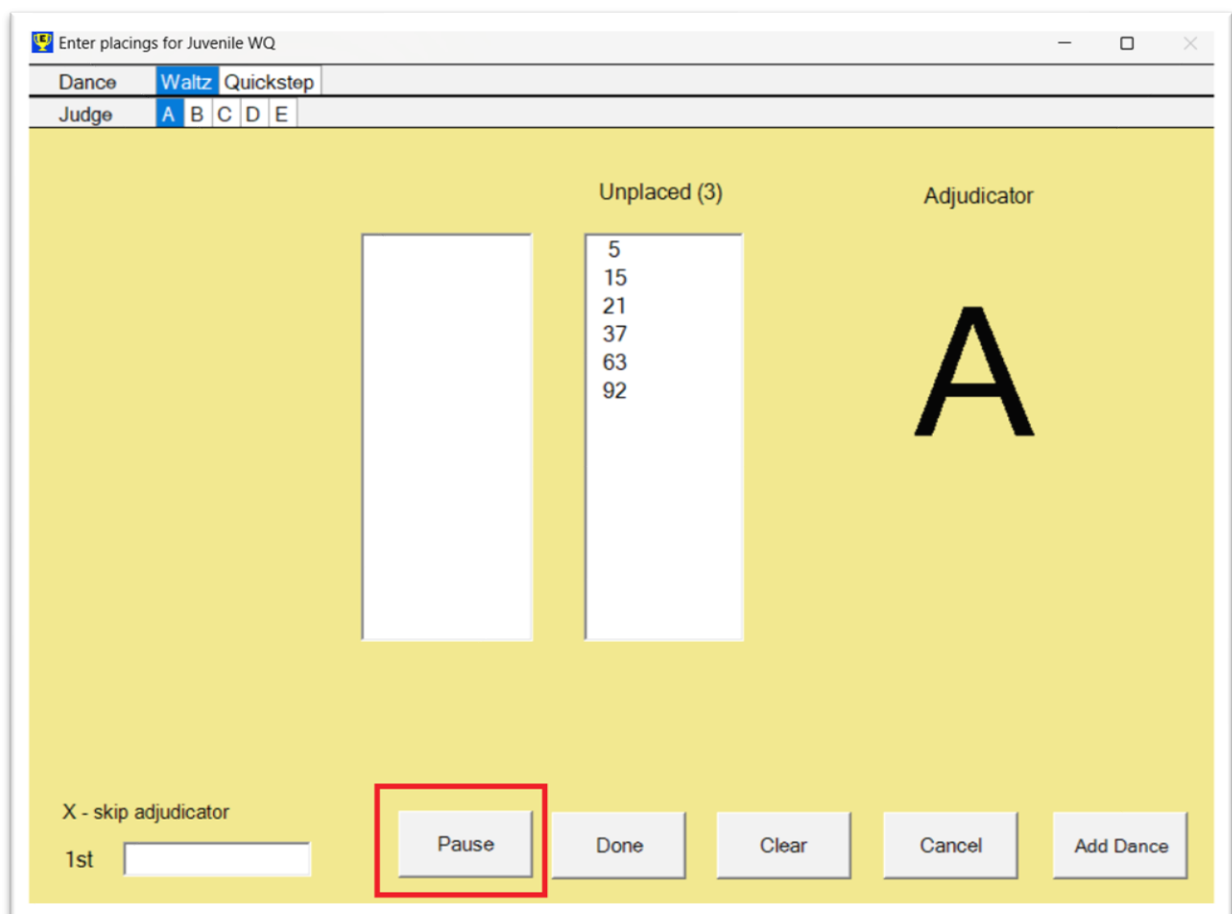 Enter placings for Juvenile WQ
Dance Waltz Quickstep
Judge A B C D E
Unplaced (3)
Adjudicator
5
15
21
37
63
92
A
X - skip adjudicator
1st
Pause Done Clear Cancel Add Dance